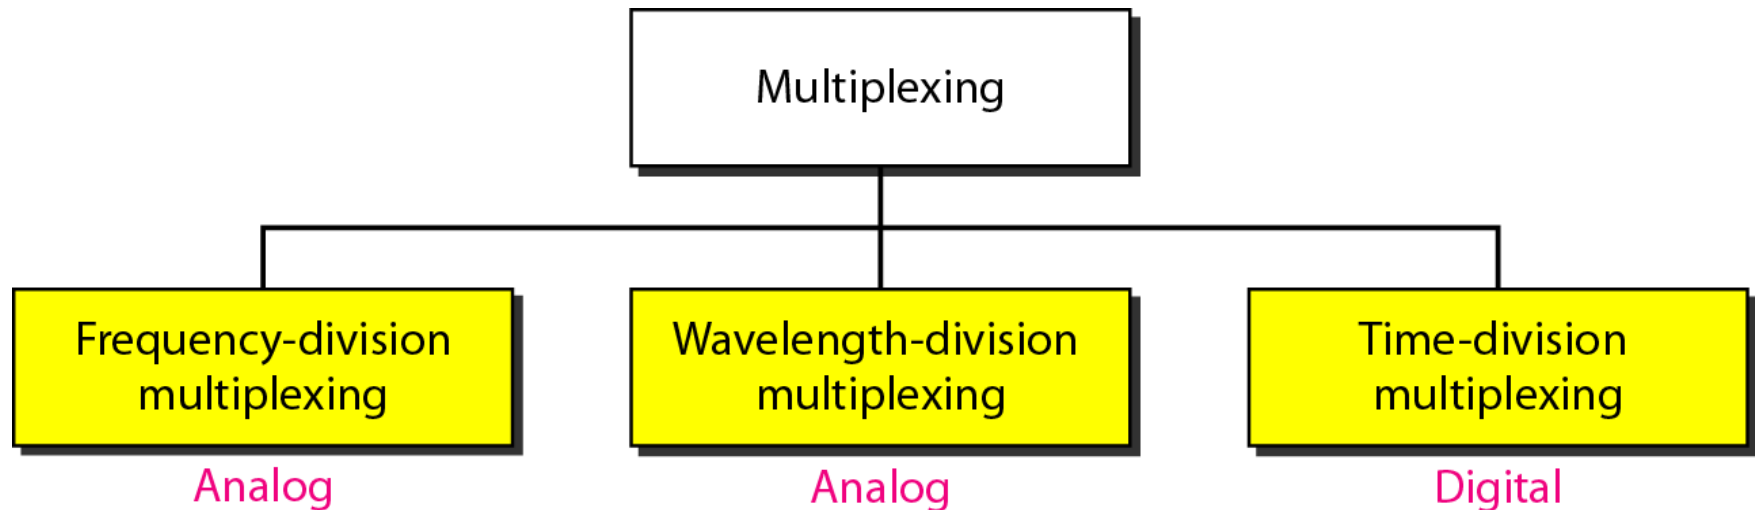 Multiplexing
Frequency-division
multiplexing
Wavelength-division
multiplexing
Time-division
multiplexing
Analog
Analog
Digital